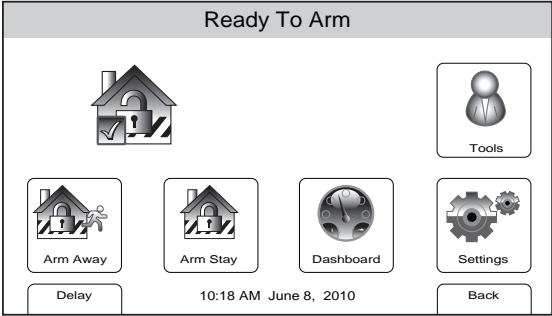 Ready To Arm
Tools
Arm Away
Arm Stay
Dashboard
Settings
Delay
10:18 AM June 8, 2010
Back